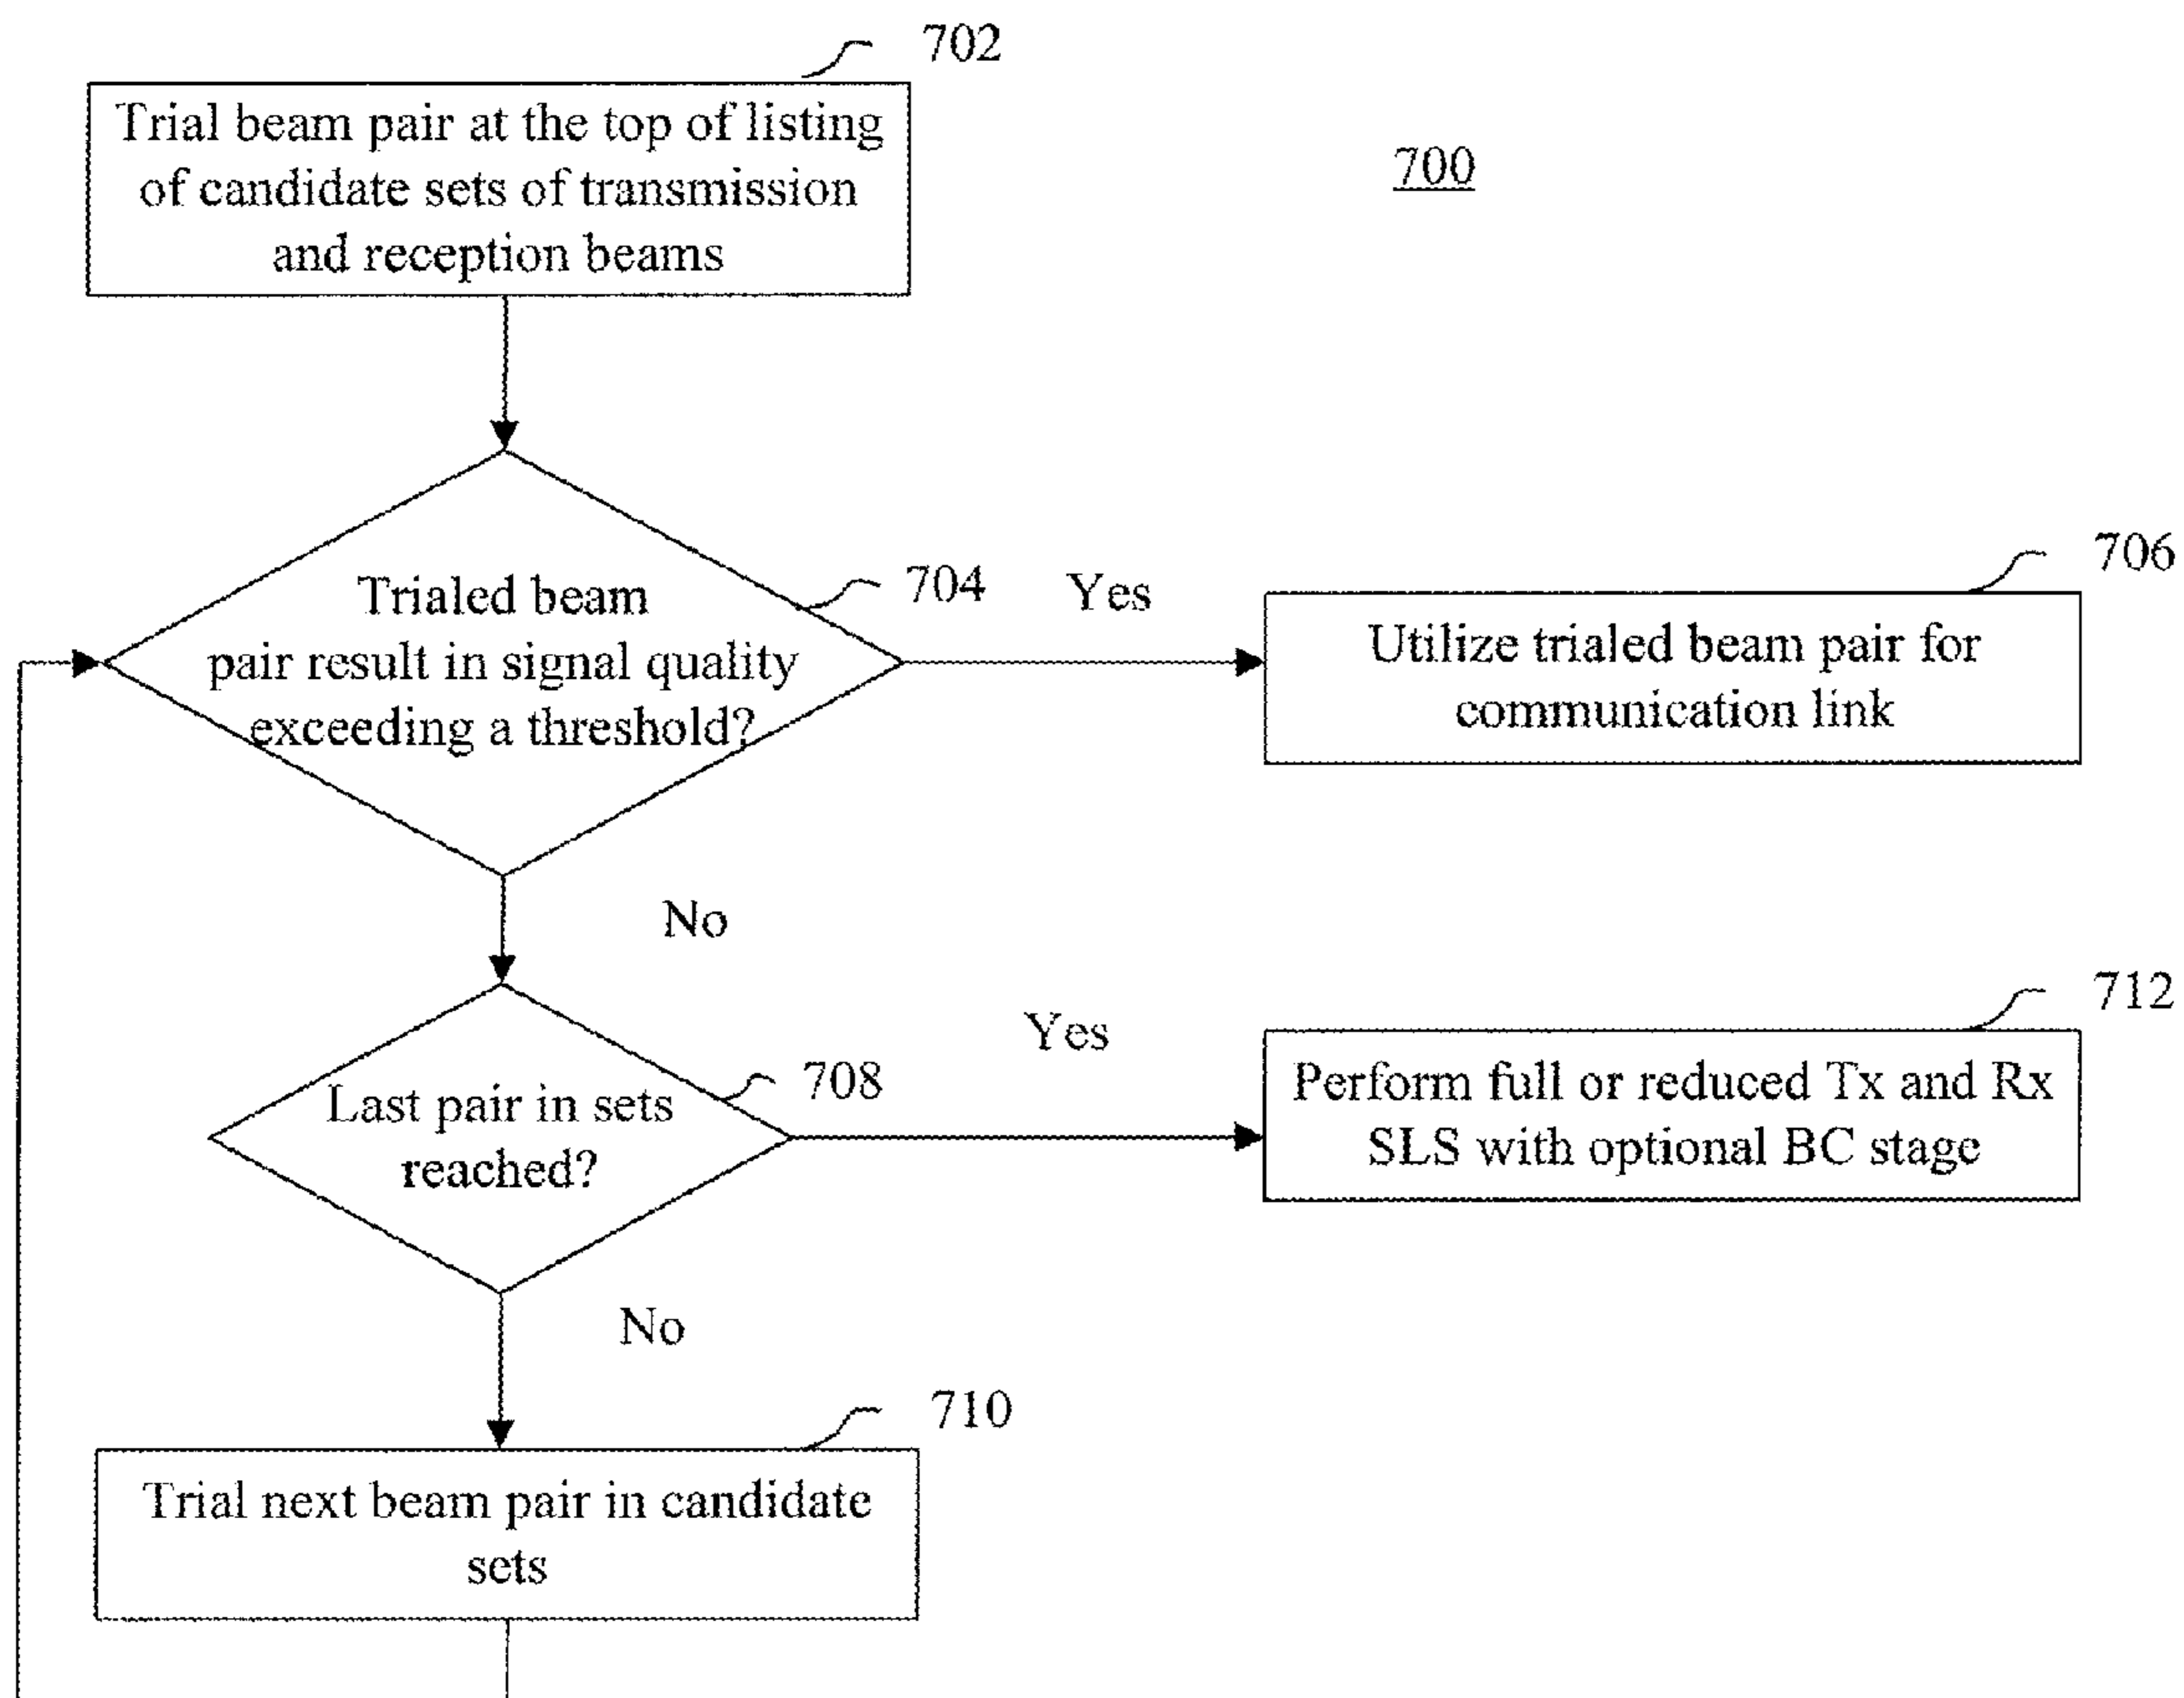 702
Trial beam pair at the top of listing
of candidate sets of transmission
and reception beams
700
704
Trialed beam
pair result in signal quality
exceeding a threshold?
Yes
706
Utilize trialed beam pair for
communication link
No
708
Last pair in sets
reached?
Yes
712
Perform full or reduced Tx and Rx
SLS with optional BC stage
No
710
Trial next beam pair in candidate
sets